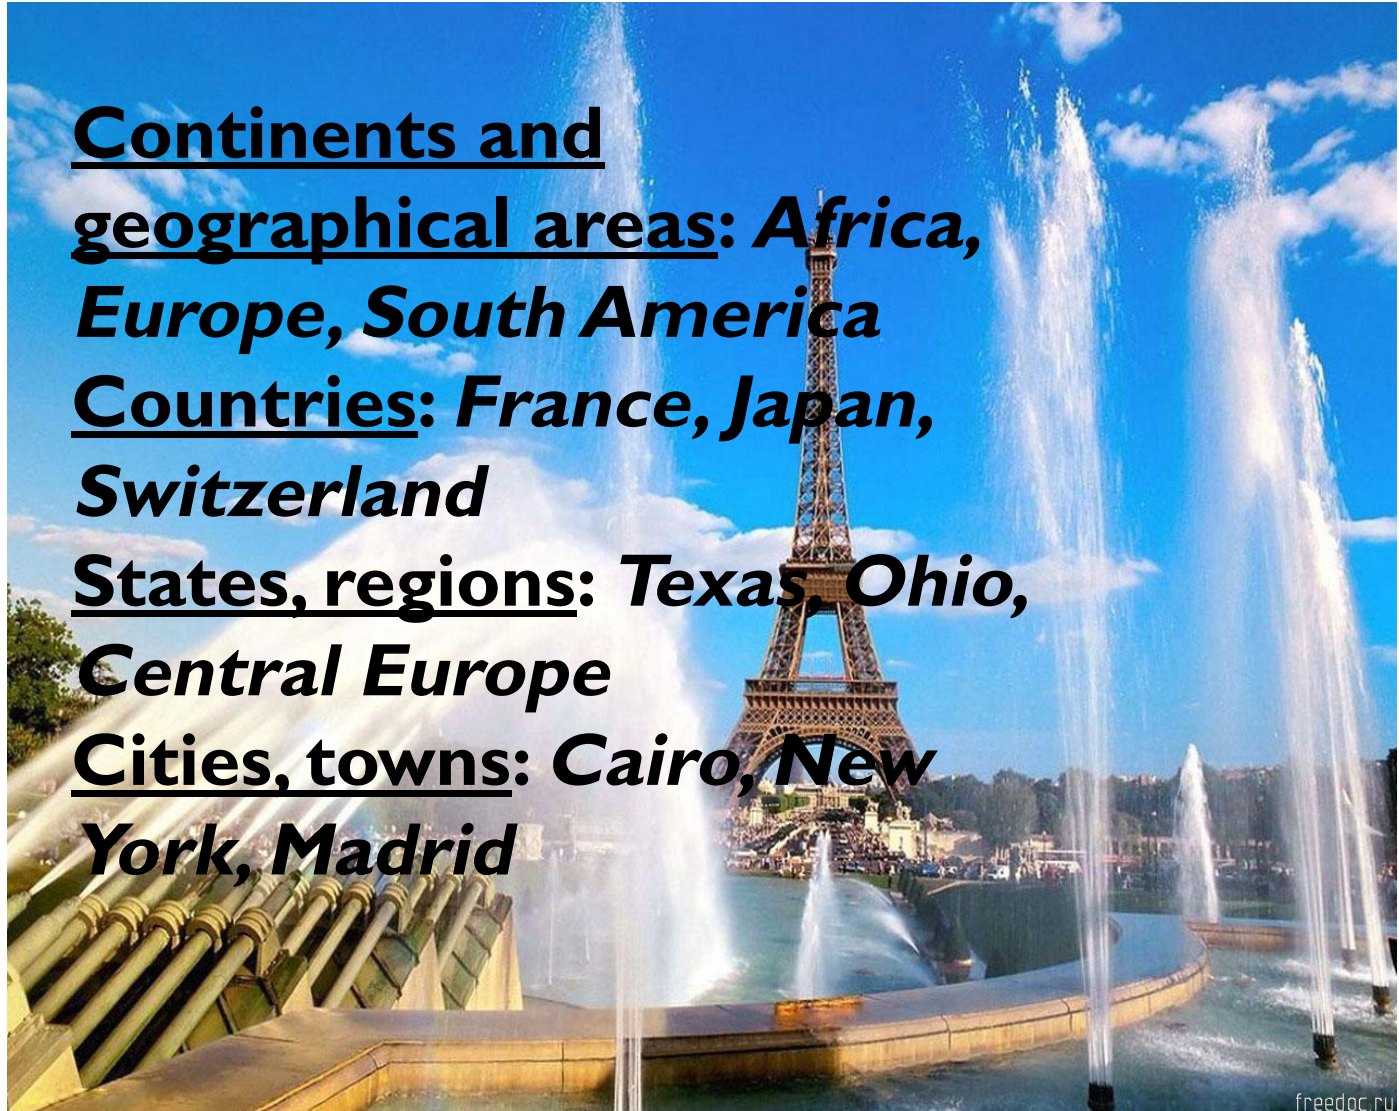 Continents and
geographical areas: Africa,
Europe, South America
Countries: France, Japan,
Switzerland
States, regions: Texas, Ohio,
Central Europe
Cities, towns: Cairo, New
York, Madrid
freedoc.ru